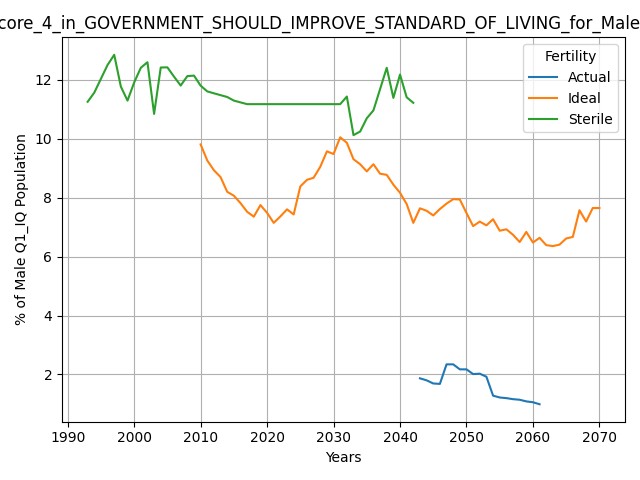 core_4_in_GOVERNMENT_SHOULD_IMPROVE_STANDARD_OF_LIVING_for_Male
Fertility
Actual
Ideal
Sterile
% of Male Q1_IQ Population
12
10
8
6
4
2
1990 2000 2010 2020 2030 2040 2050 2060 2070
Years